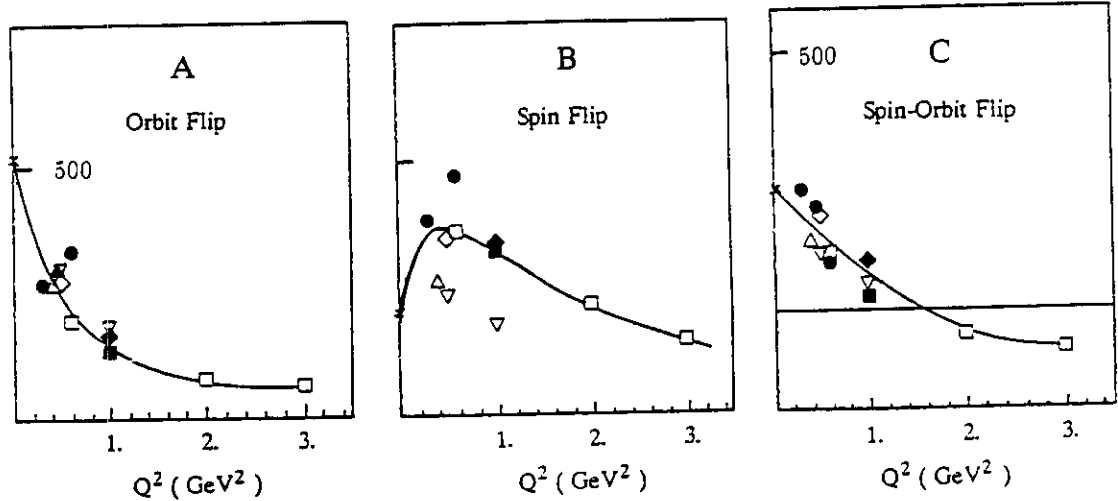 A
Orbit Flip
500
1.
2.
3.
Q² ( GeV² )
B
Spin Flip
1.
2.
3.
Q² ( GeV² )
500
C
Spin-Orbit Flip
1.
2.
3.
Q² ( GeV² )